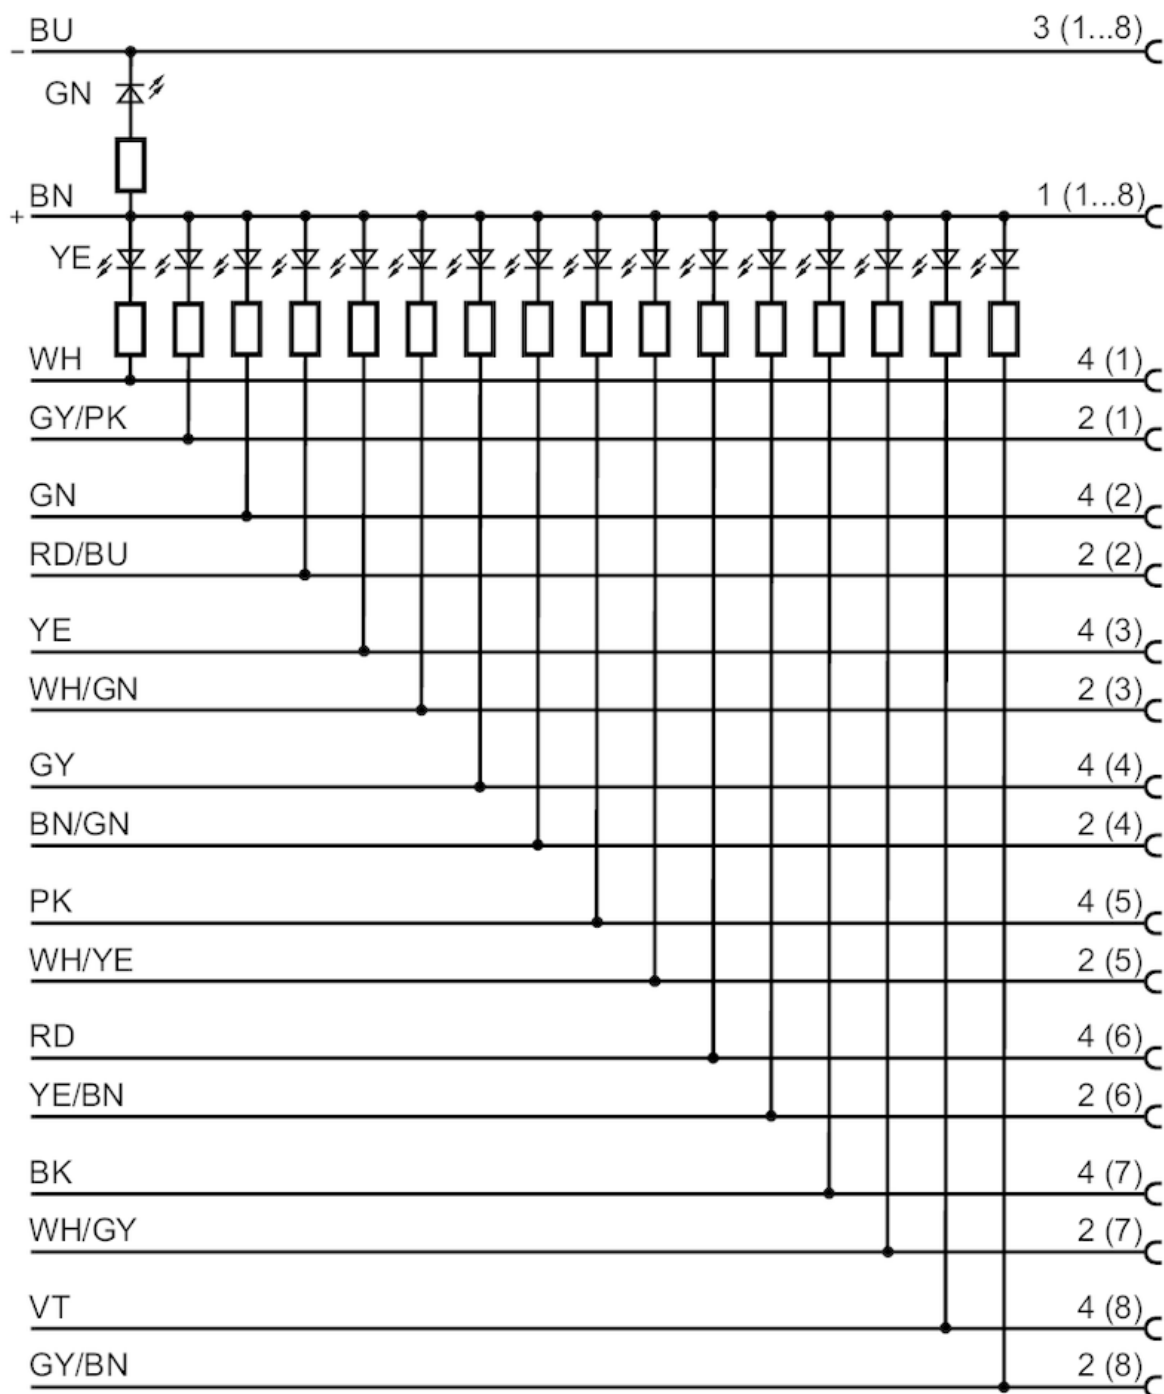 BU 3 (1...8)
−
GN
BN 1 (1...8)
+
YE
WH 4 (1)
GY/PK 2 (1)
GN 4 (2)
RD/BU 2 (2)
YE 4 (3)
WH/GN 2 (3)
GY 4 (4)
BN/GN 2 (4)
PK 4 (5)
WH/YE 2 (5)
RD 4 (6)
YE/BN 2 (6)
BK 4 (7)
WH/GY 2 (7)
VT 4 (8)
GY/BN 2 (8)